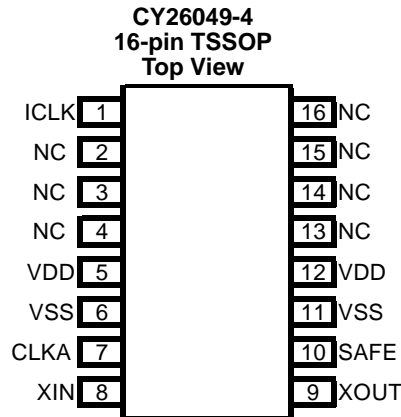 CY26049-4
16-pin TSSOP
Top View
ICLK 1 16 NC
NC 2 15 NC
NC 3 14 NC
NC 4 13 NC
VDD 5 12 VDD
VSS 6 11 VSS
CLKA 7 10 SAFE
XIN 8 9 XOUT